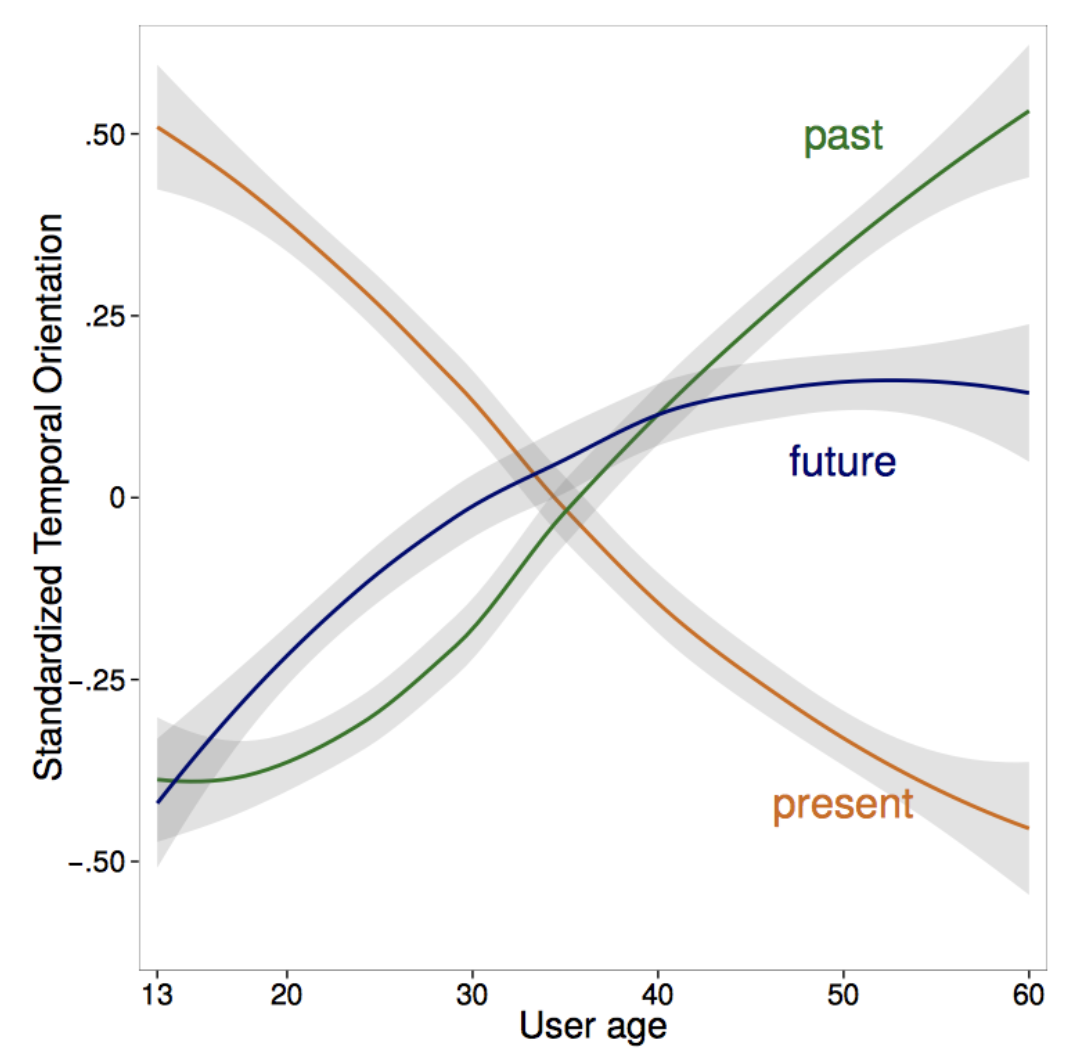 Standardized Temporal Orientation
.50
.25
0
−.25
−.50
past
future
present
13 20 30 40 50 60
User age